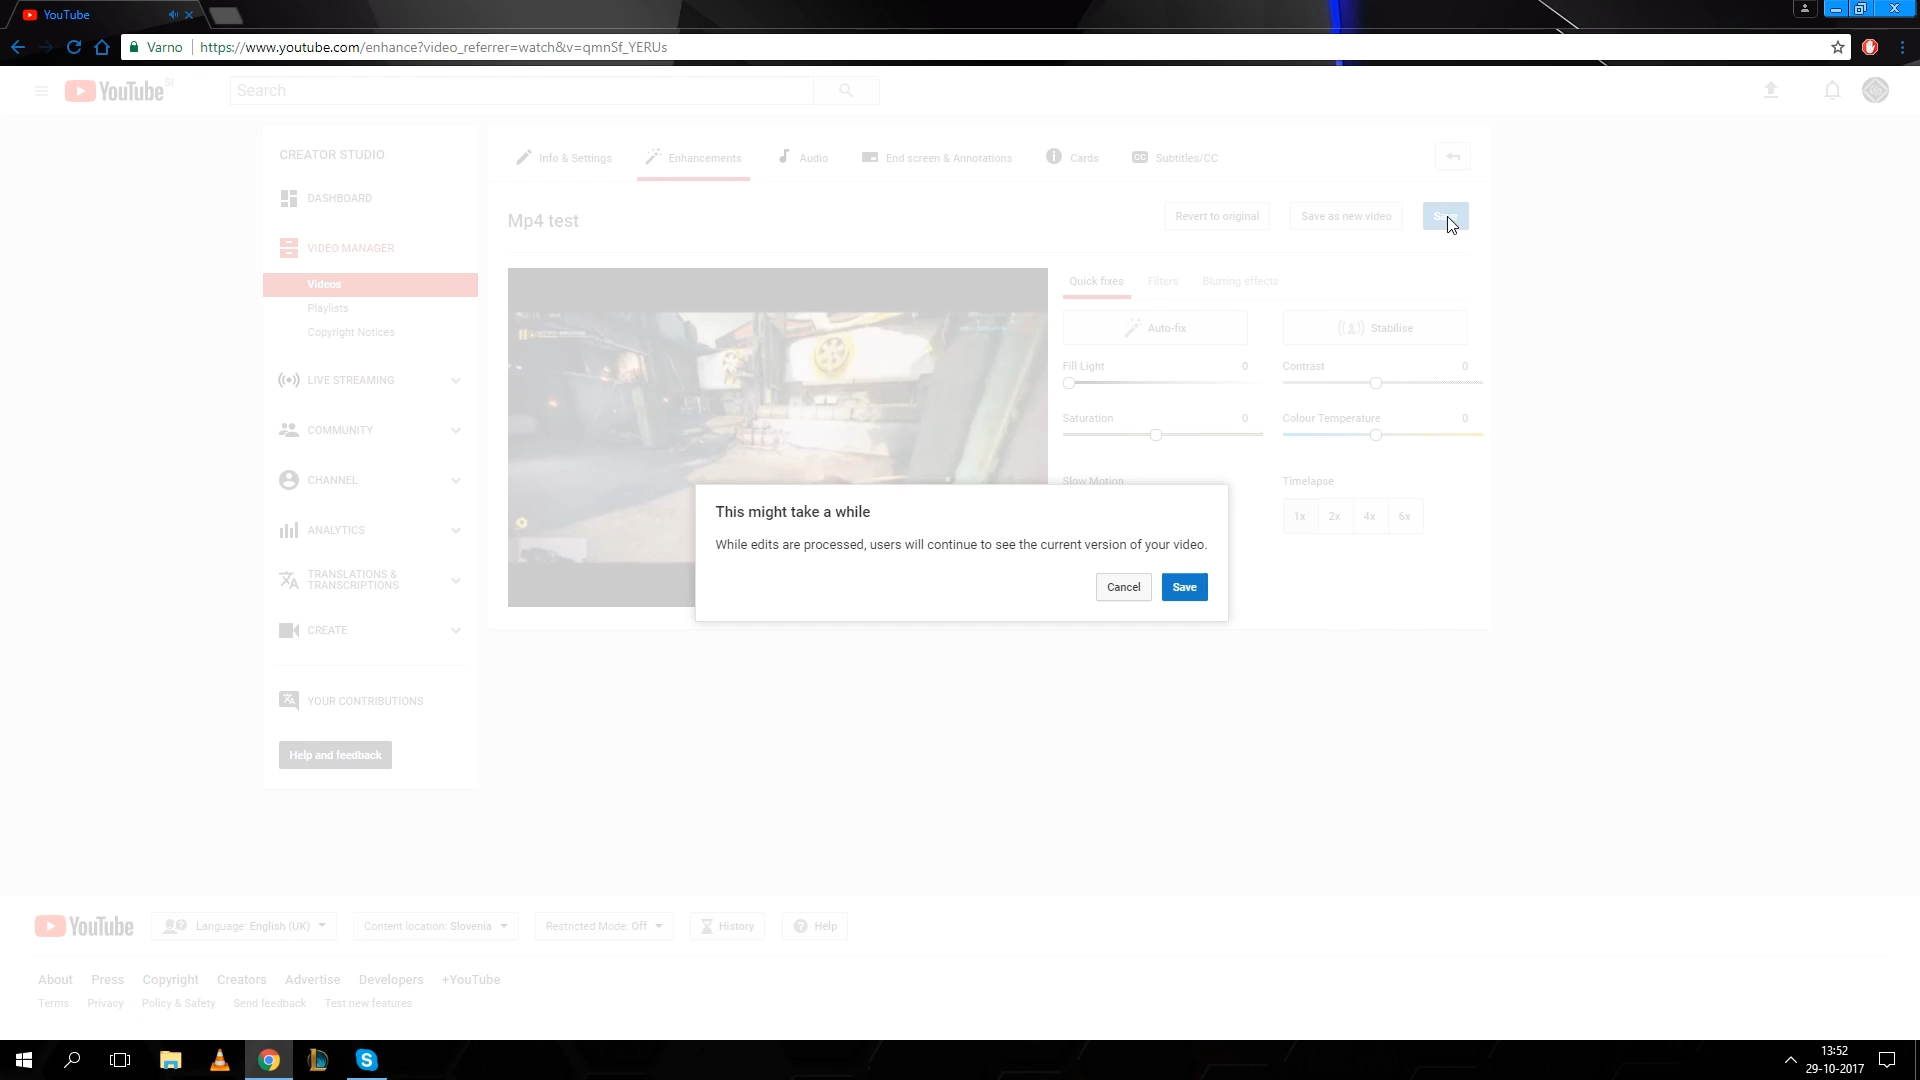 YouTube
Varno
https://www.youtube.com/enhance?video_referrer=watch&v=qmnSf_YERUs
YouTube SI
Search
CREATOR STUDIO
DASHBOARD
VIDEO MANAGER
Videos
Playlists
Copyright Notices
LIVE STREAMING
COMMUNITY
CHANNEL
ANALYTICS
TRANSLATIONS &
TRANSCRIPTIONS
CREATE
YOUR CONTRIBUTIONS
Help and feedback
Info & Settings
Enhancements
Audio
End screen & Annotations
Cards
CC Subtitles/CC
Mp4 test
Revert to original
Save as new video
Save
Quick fixes
Filters
Blurring effects
Auto-fix
Stabilise
Fill Light 0
Contrast 0
Saturation 0
Colour Temperature 0
Slow Motion
Timelapse
1x 2x 4x 6x
This might take a while
While edits are processed, users will continue to see the current version of your video.
Cancel
Save
YouTube
Language: English (UK)
Content location: Slovenia
Restricted Mode: Off
History
Help
About Press Copyright Creators Advertise Developers +YouTube
Terms Privacy Policy & Safety Send feedback Test new features
13:52
29-10-2017